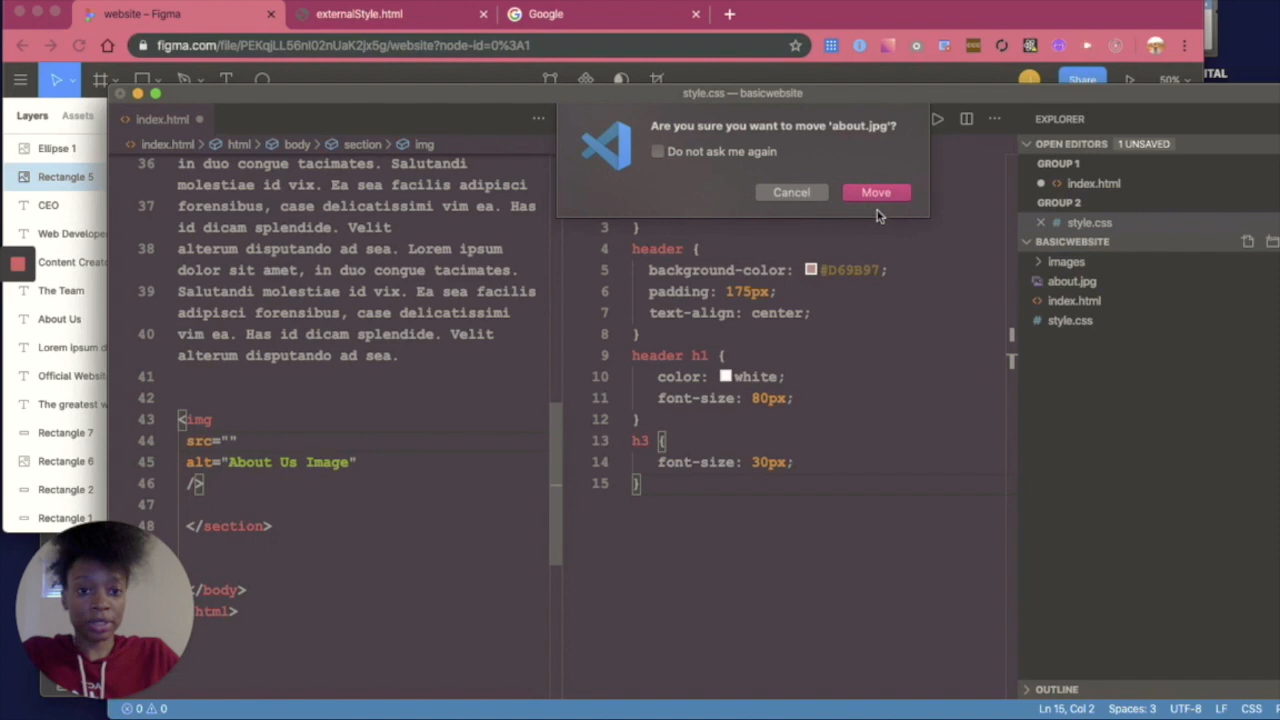 website – Figma
externalStyle.html
Google
figma.com/file/PEKqjLL56nl02nUaK2jx5g/website?node-id=0%3A1
ITAL
Share
50%
style.css — basicwebsite
Layers
Assets
Ellipse 1
Rectangle 5
CEO
Web Develope
Content Creato
The Team
About Us
Lorem ipsum d
Official Website
The greatest w
Rectangle 7
Rectangle 6
Rectangle 2
Rectangle 1
index.html
index.html > html > body > section > img
36 in duo congue tacimates. Salutandi
molestiae id vix. Ea sea facilis adipisci
37 forensibus, case delicatissimi vim ea. Has
id dicam splendide. Velit
38 alterum disputando ad sea. Lorem ipsum
dolor sit amet, in duo congue tacimates.
39 Salutandi molestiae id vix. Ea sea facilis
adipisci forensibus, case delicatissimi
40 vim ea. Has id dicam splendide. Velit
alterum disputando ad sea.
41
42
43 <img
44 src=""
45 alt="About Us Image"
46 />
47
48 </section>
</body>
html>
Are you sure you want to move 'about.jpg'?
Do not ask me again
Cancel
Move
3 }
4 header {
5 background-color: #D69B97;
6 padding: 175px;
7 text-align: center;
8 }
9 header h1 {
10 color: white;
11 font-size: 80px;
12 }
13 h3 {
14 font-size: 30px;
15 }
EXPLORER
OPEN EDITORS 1 UNSAVED
GROUP 1
index.html
GROUP 2
style.css
BASICWEBSITE
images
about.jpg
index.html
style.css
OUTLINE
0 0
Ln 15, Col 2
Spaces: 3
UTF-8
LF
CSS